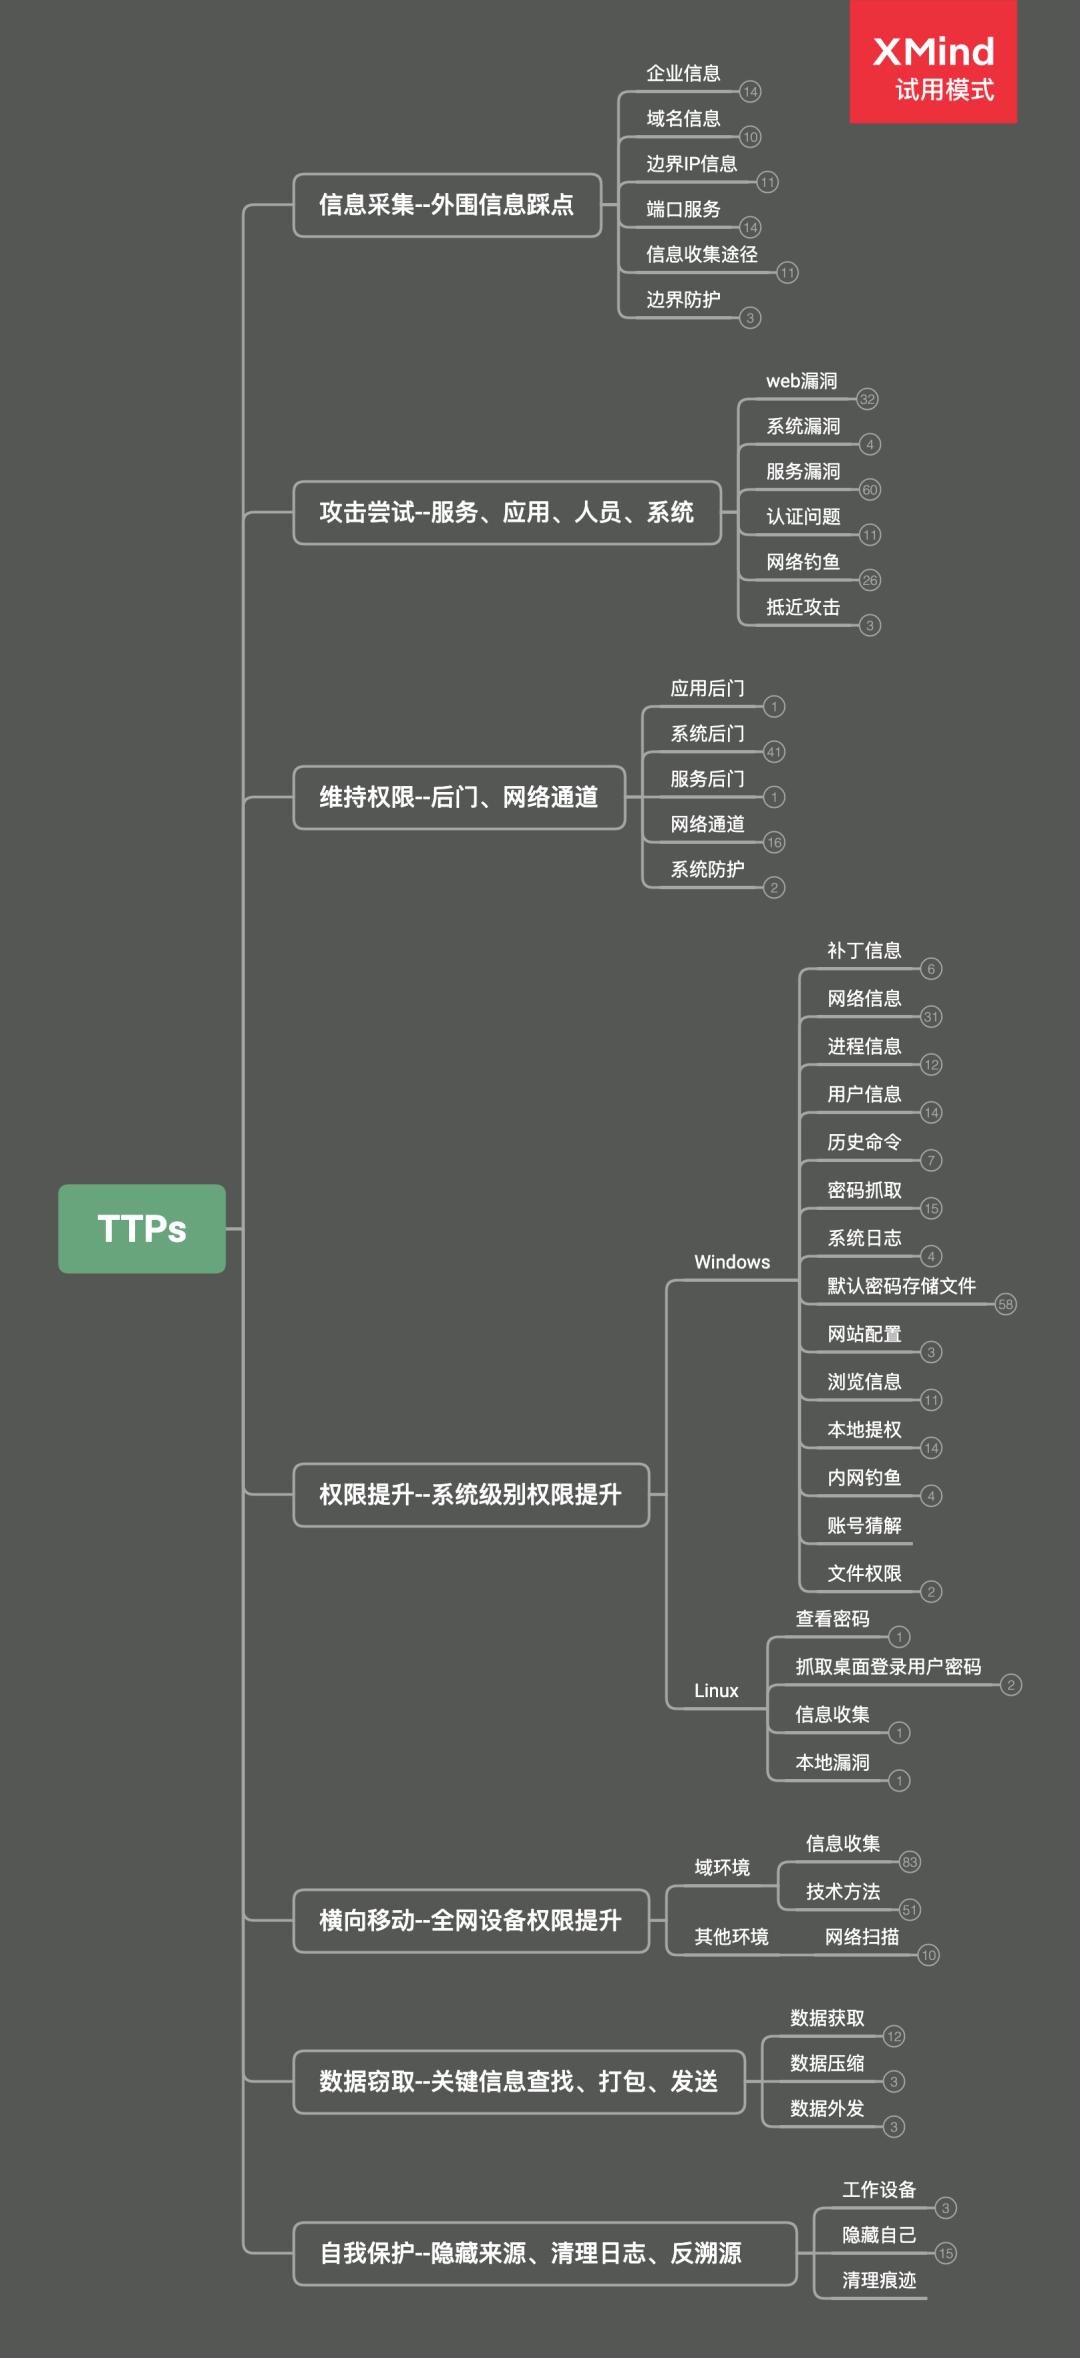 XMind
试用模式
企业信息
14
域名信息
10
边界IP信息
11
信息采集--外围信息踩点
端口服务
14
信息收集途径
11
边界防护
3
web漏洞
32
系统漏洞
4
服务漏洞
60
攻击尝试--服务、应用、人员、系统
认证问题
11
网络钓鱼
26
抵近攻击
3
应用后门
1
系统后门
41
维持权限--后门、网络通道
服务后门
1
网络通道
16
系统防护
2
TTPs
权限提升--系统级别权限提升
Windows
补丁信息
6
网络信息
31
进程信息
12
用户信息
14
历史命令
7
密码抓取
15
系统日志
4
默认密码存储文件
58
网站配置
3
浏览信息
11
本地提权
14
内网钓鱼
4
账号猜解
文件权限
2
Linux
查看密码
1
抓取桌面登录用户密码
2
信息收集
1
本地漏洞
1
横向移动--全网设备权限提升
域环境
信息收集
83
技术方法
51
其他环境
网络扫描
10
数据窃取--关键信息查找、打包、发送
数据获取
12
数据压缩
3
数据外发
3
自我保护--隐藏来源、清理日志、反溯源
工作设备
3
隐藏自己
15
清理痕迹